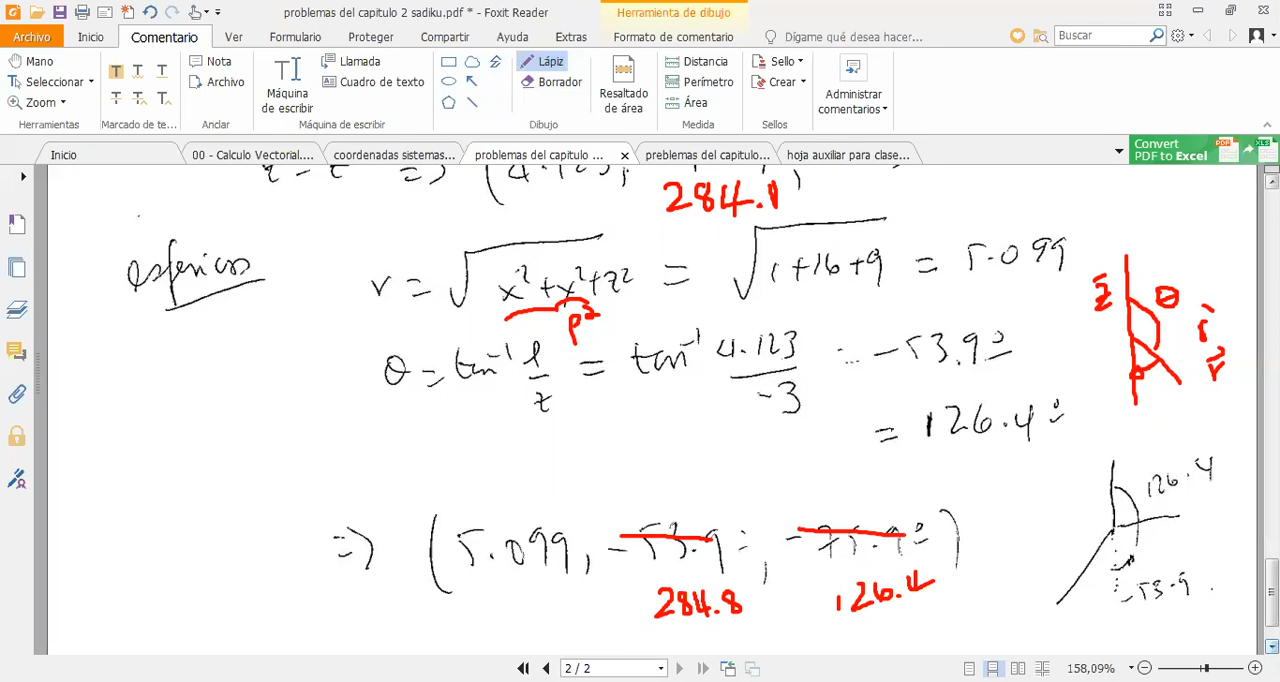 problemas del capitulo 2 sadiku.pdf * - Foxit Reader
Herramienta de dibujo
Archivo Inicio Comentario Ver Formulario Proteger Compartir Ayuda Extras Formato de comentario Dígame qué desea hacer... Buscar
Mano
Seleccionar
Zoom
Herramientas
T T T
T T T
Marcado de te...
Nota
Archivo
Anclar
Máquina de escribir
Llamada
Cuadro de texto
Máquina de escribir
Lápiz
Borrador
Dibujo
Resaltado de área
Distancia
Perímetro
Área
Medida
Sello
Crear
Sellos
Administrar comentarios
Inicio 00 - Calculo Vectorial.... coordenadas sistemas... problemas del capitulo ... preblemas del capitulo... hoja auxiliar para clase...
Convert PDF to Excel
=> (4.123,
284.1
esfericas
r = √x²+y²+z² = √1+16+9 = 5.099
ρ²
θ = tan⁻¹ ρ/z = tan⁻¹ 4.123/-3 = -53.9°
= 126.4°
z θ r
r
126.4
-53.9
=> (5.099, -53.9°, -75.9°)
284.8 126.4
2 / 2 158,09%